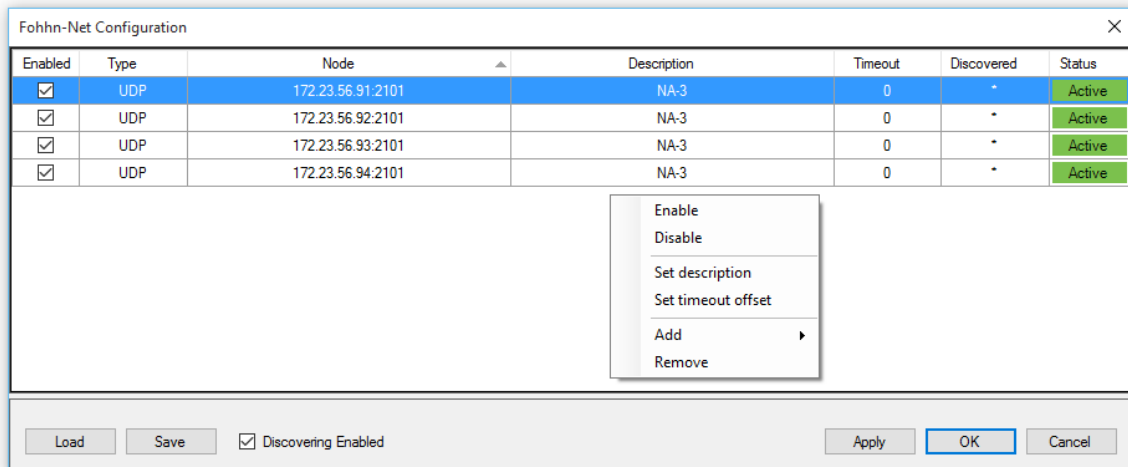 Fohhn-Net Configuration
Enabled Type Node Description Timeout Discovered Status
UDP 172.23.56.91:2101 NA-3 0 * Active
UDP 172.23.56.92:2101 NA-3 0 * Active
UDP 172.23.56.93:2101 NA-3 0 * Active
UDP 172.23.56.94:2101 NA-3 0 * Active
Enable
Disable
Set description
Set timeout offset
Add
Remove
Load Save Discovering Enabled Apply OK Cancel